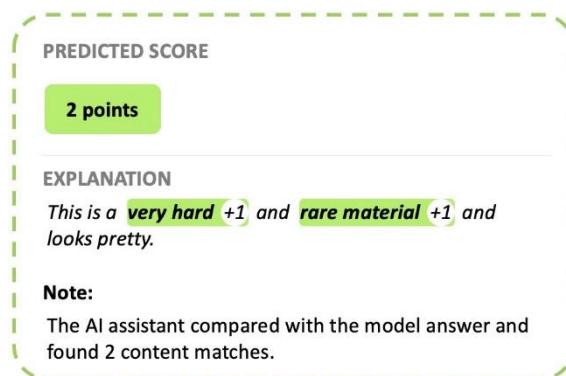 PREDICTED SCORE
2 points
EXPLANATION
This is a very hard +1 and rare material +1 and
looks pretty.
Note:
The AI assistant compared with the model answer and
found 2 content matches.